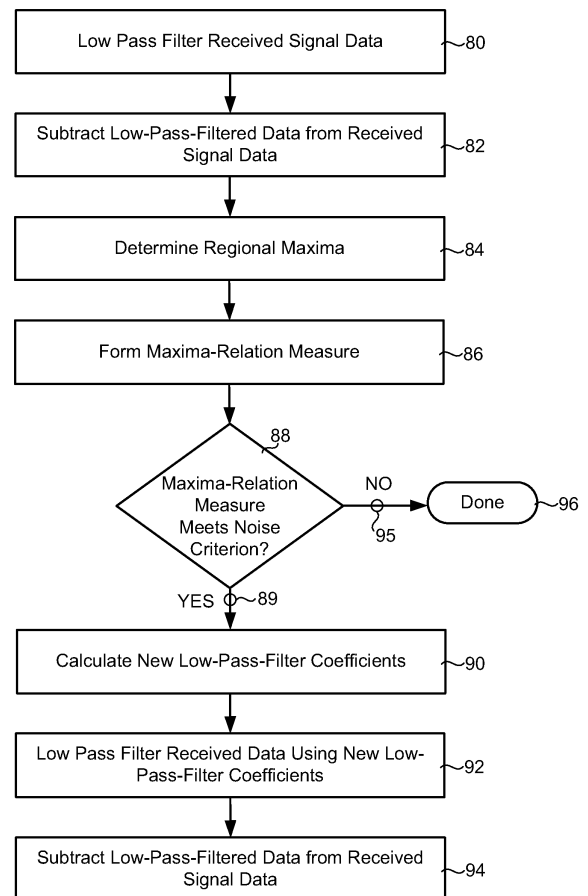 Low Pass Filter Received Signal Data
80
Subtract Low-Pass-Filtered Data from Received
Signal Data
82
Determine Regional Maxima
84
Form Maxima-Relation Measure
86
88
Maxima-Relation
Measure
Meets Noise
Criterion?
NO
95
Done
96
YES
89
Calculate New Low-Pass-Filter Coefficients
90
Low Pass Filter Received Data Using New Low-
Pass-Filter Coefficients
92
Subtract Low-Pass-Filtered Data from Received
Signal Data
94